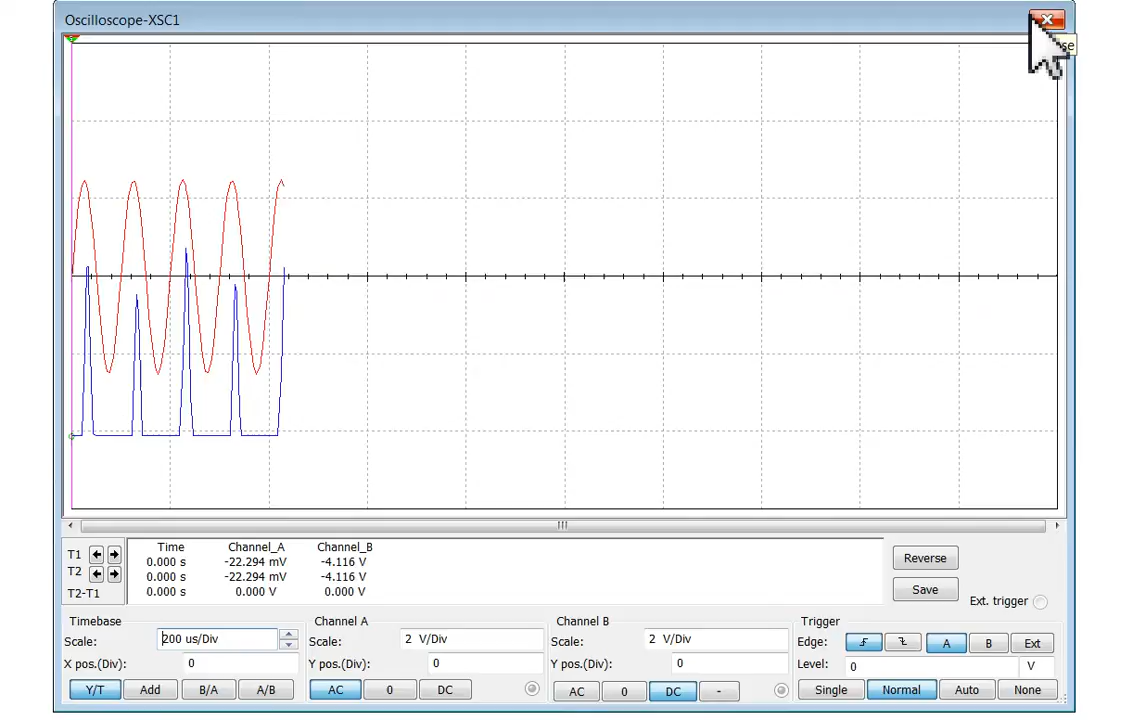 Oscilloscope-XSC1
se
T1
T2
T2-T1
Time Channel_A Channel_B
0.000 s -22.294 mV -4.116 V
0.000 s -22.294 mV -4.116 V
0.000 s 0.000 V 0.000 V
Reverse
Save
Ext. trigger
Timebase
Scale: 200 us/Div
X pos.(Div): 0
Y/T Add B/A A/B
Channel A
Scale: 2 V/Div
Y pos.(Div): 0
AC 0 DC
Channel B
Scale: 2 V/Div
Y pos.(Div): 0
AC 0 DC -
Trigger
Edge: A B Ext
Level: 0 V
Single Normal Auto None